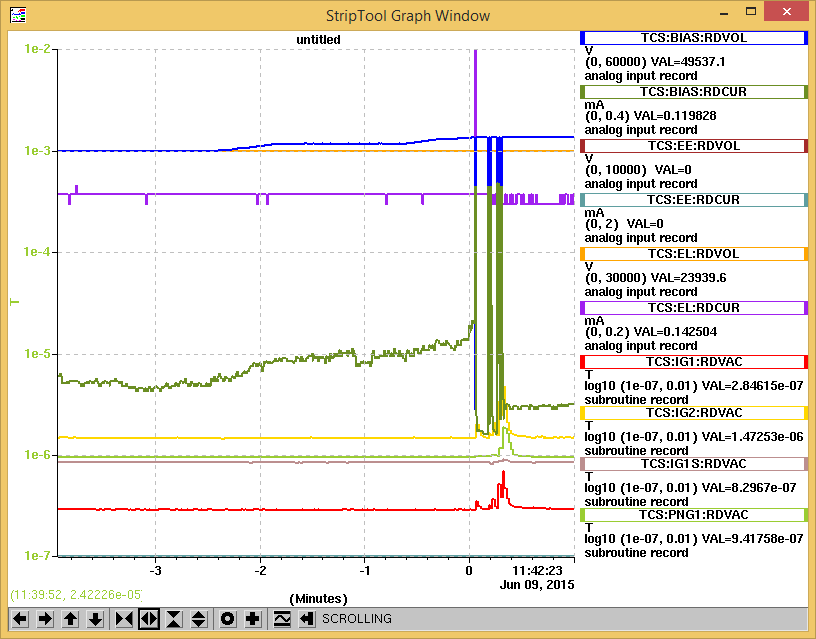 StripTool Graph Window
untitled
1e-2
1e-3
1e-4
1e-5
1e-6
1e-7
T
-3
-2
-1
0
11:42:23
Jun 09, 2015
(Minutes)
(11:39:52, 2.42226e-05)
TCS:BIAS:RDVOL
V
(0, 60000) VAL=49537.1
analog input record
TCS:BIAS:RDCUR
mA
(0, 0.4) VAL=0.119828
analog input record
TCS:EE:RDVOL
V
(0, 10000) VAL=0
analog input record
TCS:EE:RDCUR
mA
(0, 2) VAL=0
analog input record
TCS:EL:RDVOL
V
(0, 30000) VAL=23939.6
analog input record
TCS:EL:RDCUR
mA
(0, 0.2) VAL=0.142504
analog input record
TCS:IG1:RDVAC
T
log10 (1e-07, 0.01) VAL=2.84615e-07
subroutine record
TCS:IG2:RDVAC
T
log10 (1e-07, 0.01) VAL=1.47253e-06
subroutine record
TCS:IG1S:RDVAC
T
log10 (1e-07, 0.01) VAL=8.2967e-07
subroutine record
TCS:PNG1:RDVAC
T
log10 (1e-07, 0.01) VAL=9.41758e-07
subroutine record
SCROLLING